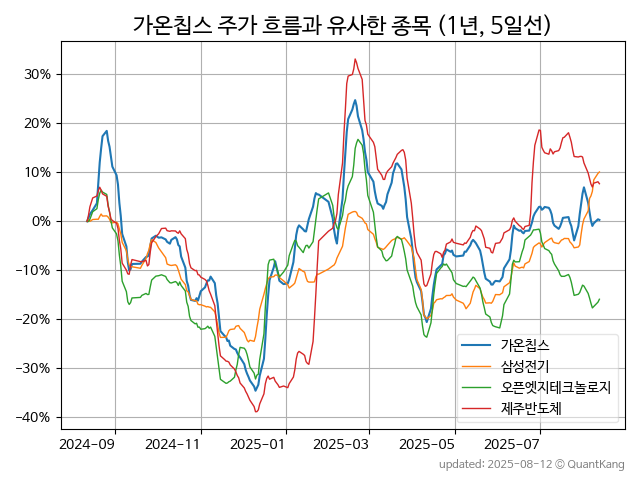 가온칩스 주가 흐름과 유사한 종목 (1년, 5일선)
30%
20%
10%
0%
−10%
−20%
−30%
−40%
가온칩스
삼성전기
오픈엣지테크놀로지
제주반도체
2024-09 2024-11 2025-01 2025-03 2025-05 2025-07
updated: 2025-08-12 © QuantKang